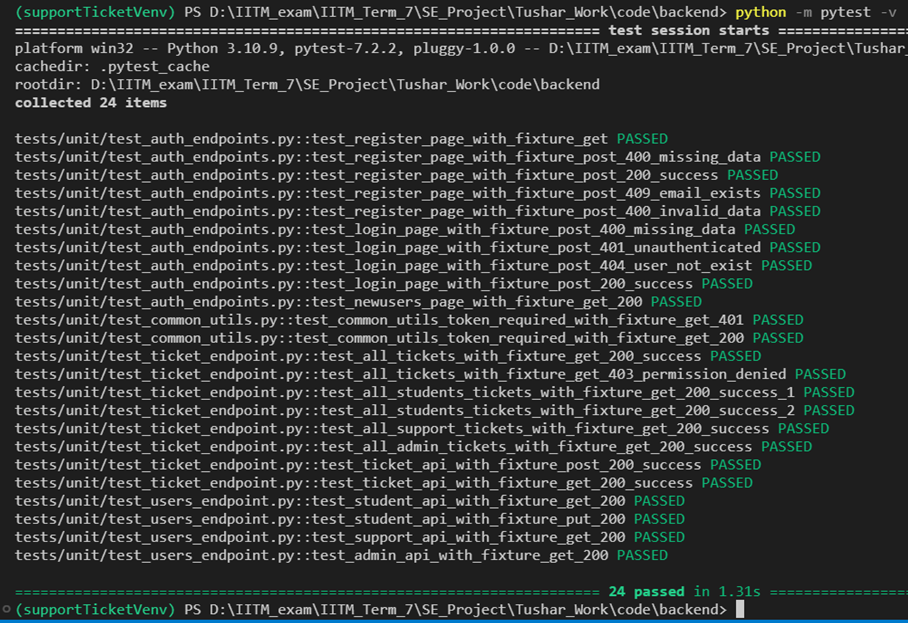 (supportTicketVenv) PS D:\IITM_exam\IITM_Term_7\SE_Project\Tushar_Work\code\backend> python -m pytest -v
================================================================= test session starts ==============
platform win32 -- Python 3.10.9, pytest-7.2.2, pluggy-1.0.0 -- D:\IITM_exam\IITM_Term_7\SE_Project\Tushar_
cachedir: .pytest_cache
rootdir: D:\IITM_exam\IITM_Term_7\SE_Project\Tushar_Work\code\backend
collected 24 items
tests/unit/test_auth_endpoints.py::test_register_page_with_fixture_get PASSED
tests/unit/test_auth_endpoints.py::test_register_page_with_fixture_post_400_missing_data PASSED
tests/unit/test_auth_endpoints.py::test_register_page_with_fixture_post_200_success PASSED
tests/unit/test_auth_endpoints.py::test_register_page_with_fixture_post_409_email_exists PASSED
tests/unit/test_auth_endpoints.py::test_register_page_with_fixture_post_400_invalid_data PASSED
tests/unit/test_auth_endpoints.py::test_login_page_with_fixture_post_400_missing_data PASSED
tests/unit/test_auth_endpoints.py::test_login_page_with_fixture_post_401_unauthenticated PASSED
tests/unit/test_auth_endpoints.py::test_login_page_with_fixture_post_404_user_not_exist PASSED
tests/unit/test_auth_endpoints.py::test_login_page_with_fixture_post_200_success PASSED
tests/unit/test_auth_endpoints.py::test_newusers_page_with_fixture_get_200 PASSED
tests/unit/test_common_utils.py::test_common_utils_token_required_with_fixture_get_401 PASSED
tests/unit/test_common_utils.py::test_common_utils_token_required_with_fixture_get_200 PASSED
tests/unit/test_ticket_endpoint.py::test_all_tickets_with_fixture_get_200_success PASSED
tests/unit/test_ticket_endpoint.py::test_all_tickets_with_fixture_get_403_permission_denied PASSED
tests/unit/test_ticket_endpoint.py::test_all_students_tickets_with_fixture_get_200_success_1 PASSED
tests/unit/test_ticket_endpoint.py::test_all_students_tickets_with_fixture_get_200_success_2 PASSED
tests/unit/test_ticket_endpoint.py::test_all_support_tickets_with_fixture_get_200_success PASSED
tests/unit/test_ticket_endpoint.py::test_all_admin_tickets_with_fixture_get_200_success PASSED
tests/unit/test_ticket_endpoint.py::test_ticket_api_with_fixture_post_200_success PASSED
tests/unit/test_ticket_endpoint.py::test_ticket_api_with_fixture_get_200_success PASSED
tests/unit/test_users_endpoint.py::test_student_api_with_fixture_get_200 PASSED
tests/unit/test_users_endpoint.py::test_student_api_with_fixture_put_200 PASSED
tests/unit/test_users_endpoint.py::test_support_api_with_fixture_get_200 PASSED
tests/unit/test_users_endpoint.py::test_admin_api_with_fixture_get_200 PASSED
================================================================= 24 passed in 1.31s ===============
(supportTicketVenv) PS D:\IITM_exam\IITM_Term_7\SE_Project\Tushar_Work\code\backend>